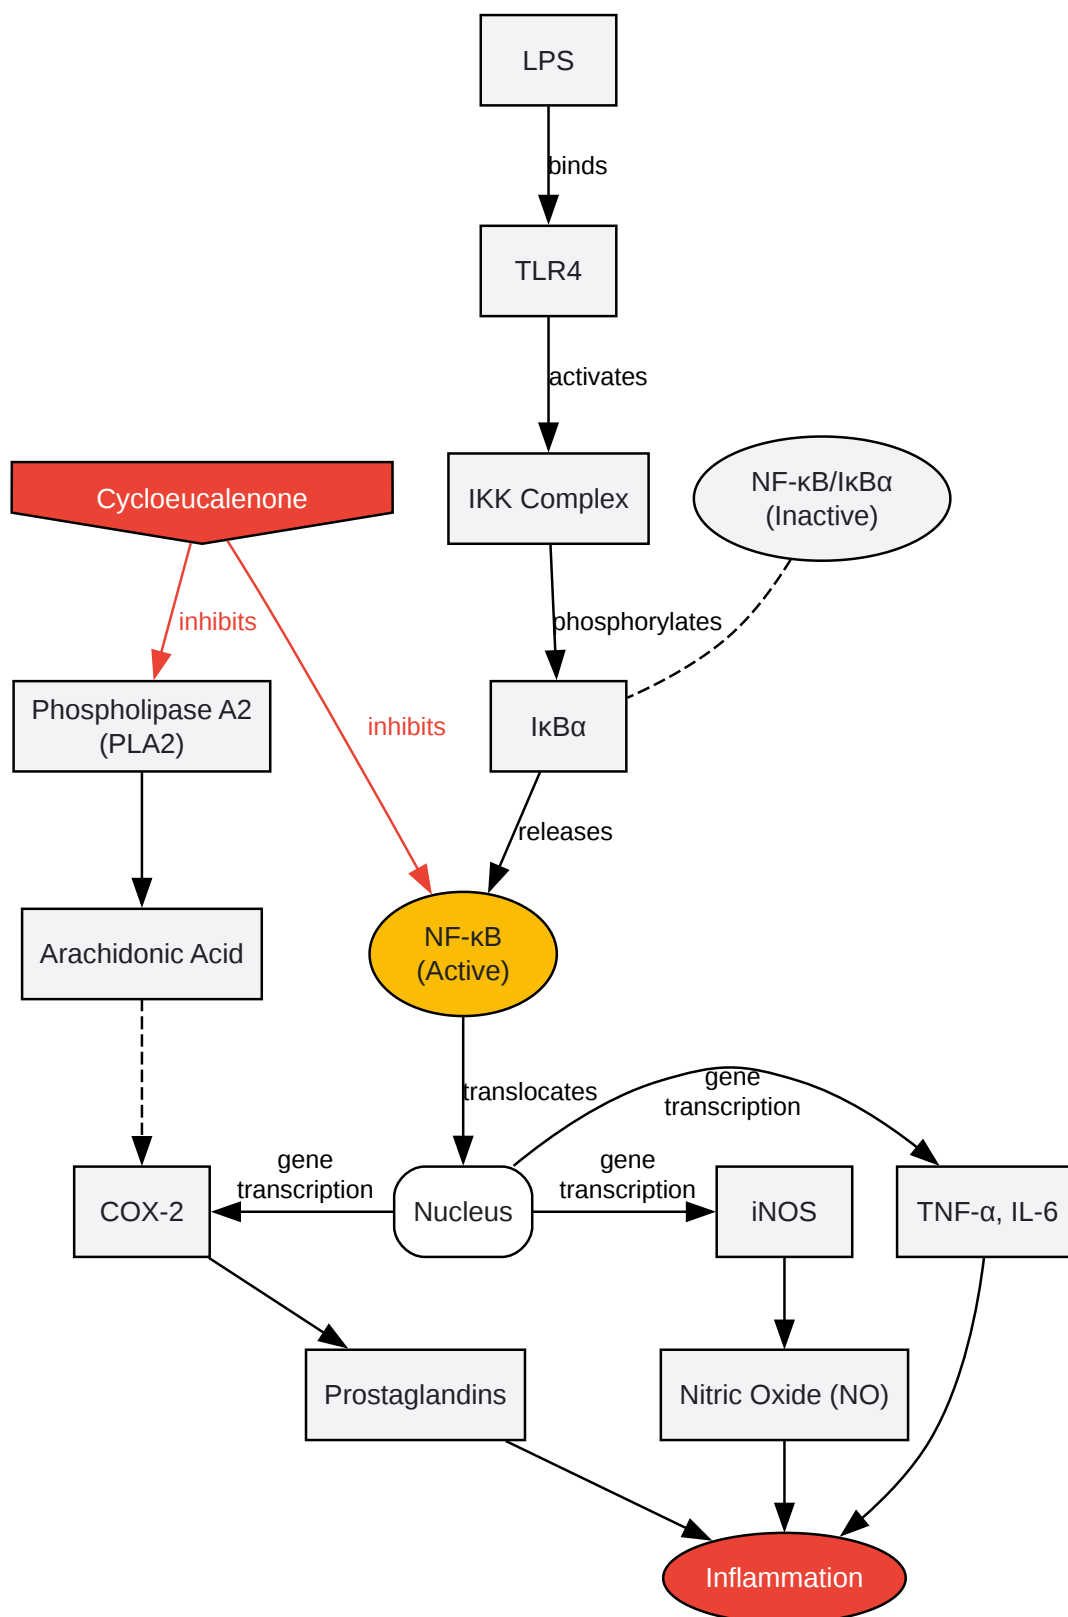 LPS
binds
TLR4
activates
Cycloeucalenone
IKK Complex
NF-κB/IκBα
(Inactive)
inhibits
phosphorylates
Phospholipase A2
(PLA2)
inhibits
IκBα
releases
Arachidonic Acid
NF-κB
(Active)
translocates
gene
transcription
gene
transcription
gene
transcription
COX-2
Nucleus
iNOS
TNF-α, IL-6
Prostaglandins
Nitric Oxide (NO)
Inflammation